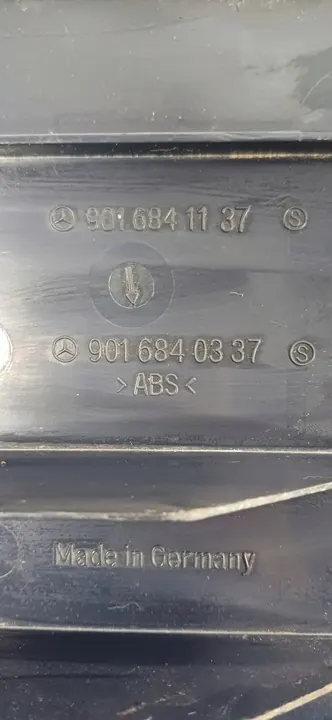 901 684 11 37 Ⓢ
901 684 03 37 Ⓢ
>ABS<
Made in Germany